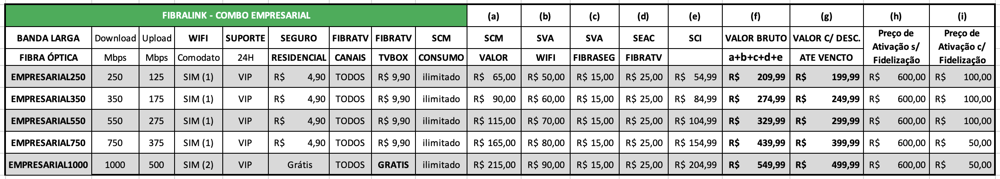 FIBRALINK - COMBO EMPRESARIAL (a) (b) (c) (d) (e) (f) (g) (h) (i)
BANDA LARGA Download Upload WIFI SUPORTE SEGURO FIBRATV FIBRATV SCM SCM SVA SVA SEAC SCI VALOR BRUTO VALOR C/ DESC. Preço de Ativação s/ Fidelização Preço de Ativação c/ Fidelização
FIBRA ÓPTICA Mbps Mbps Comodato 24H RESIDENCIAL CANAIS TVBOX CONSUMO VALOR WIFI FIBRASEG FIBRATV a+b+c+d+e ATE VENCTO
EMPRESARIAL250 250 125 SIM (1) VIP R$ 4,90 TODOS R$ 9,90 ilimitado R$ 65,00 R$ 50,00 R$ 15,00 R$ 25,00 R$ 54,99 R$ 209,99 R$ 199,99 R$ 600,00 R$ 100,00
EMPRESARIAL350 350 175 SIM (1) VIP R$ 4,90 TODOS R$ 9,90 ilimitado R$ 90,00 R$ 60,00 R$ 15,00 R$ 25,00 R$ 84,99 R$ 274,99 R$ 249,99 R$ 600,00 R$ 100,00
EMPRESARIAL550 550 275 SIM (1) VIP R$ 4,90 TODOS R$ 9,90 ilimitado R$ 115,00 R$ 70,00 R$ 15,00 R$ 25,00 R$ 104,99 R$ 329,99 R$ 299,99 R$ 600,00 R$ 100,00
EMPRESARIAL750 750 375 SIM (1) VIP R$ 4,90 TODOS R$ 9,90 ilimitado R$ 165,00 R$ 80,00 R$ 15,00 R$ 25,00 R$ 154,99 R$ 439,99 R$ 399,99 R$ 600,00 R$ 50,00
EMPRESARIAL1000 1000 500 SIM (2) VIP Grátis TODOS GRATIS ilimitado R$ 215,00 R$ 90,00 R$ 15,00 R$ 25,00 R$ 204,99 R$ 549,99 R$ 499,99 R$ 600,00 R$ 50,00